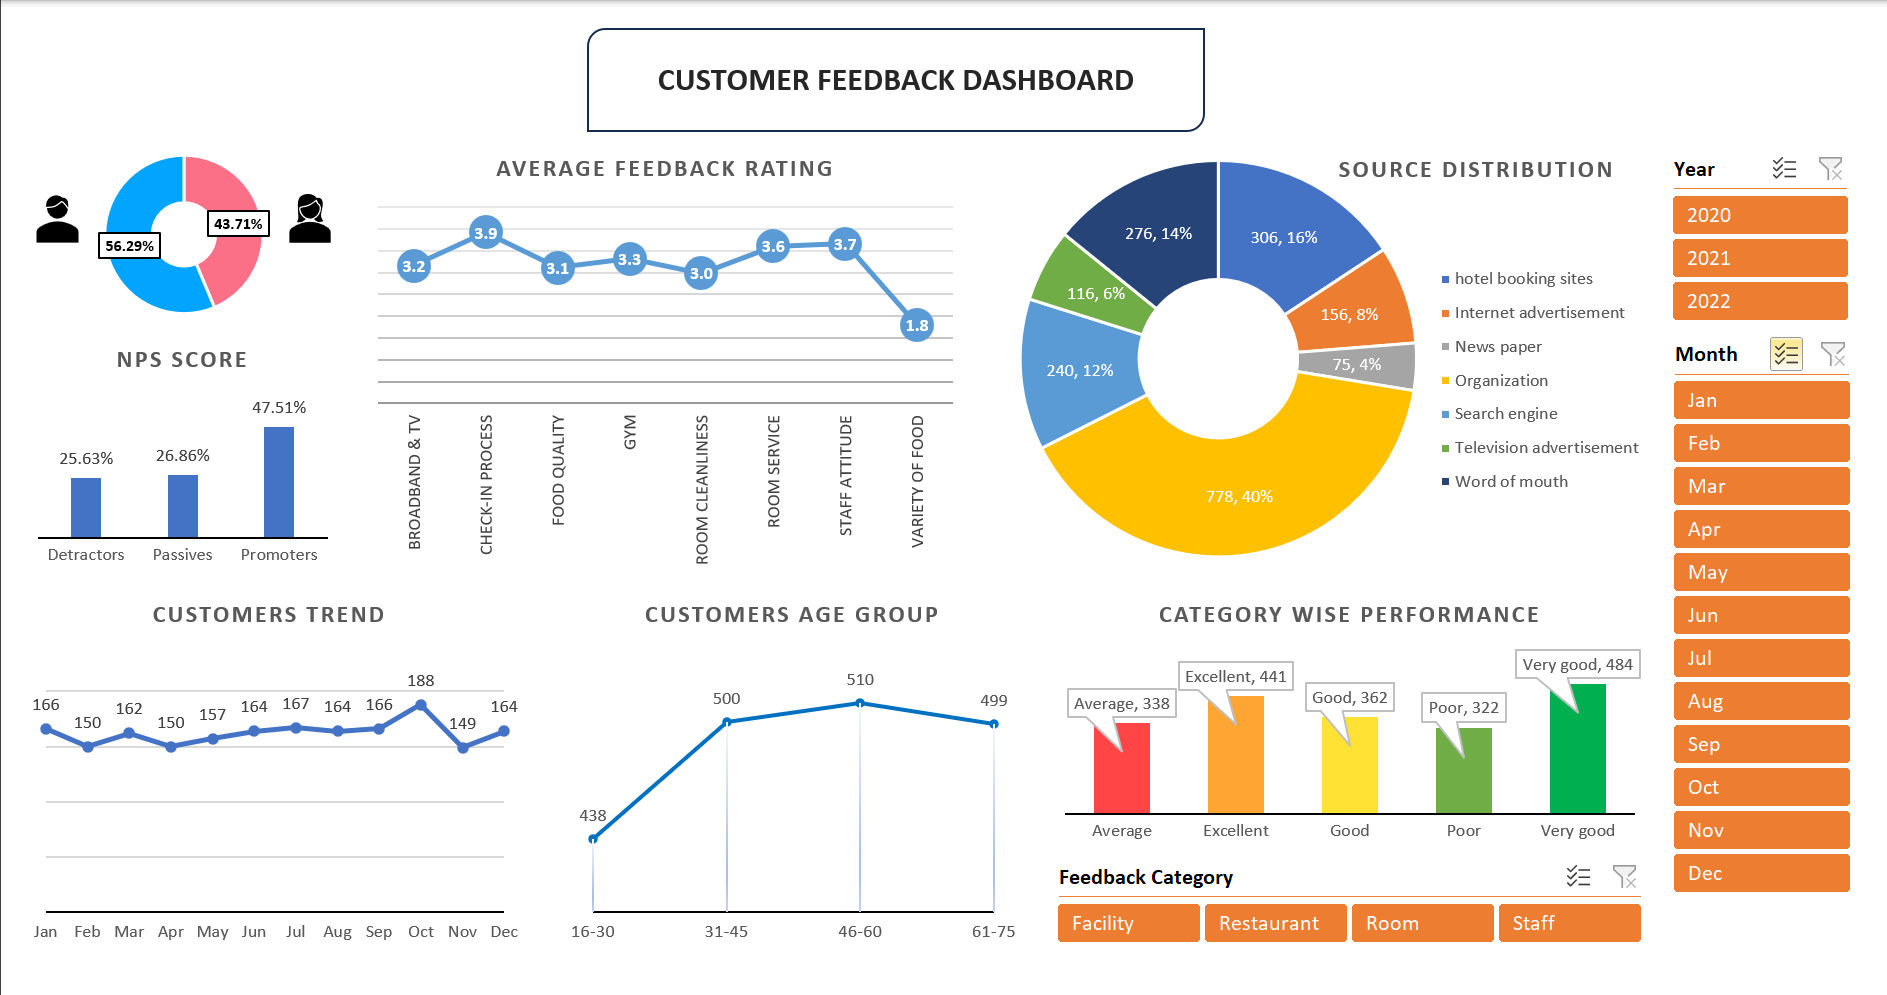 CUSTOMER FEEDBACK DASHBOARD
43.71%
56.29%
NPS SCORE
47.51%
25.63%
26.86%
Detractors Passives Promoters
AVERAGE FEEDBACK RATING
3.2
3.9
3.1
3.3
3.0
3.6
3.7
1.8
BROADBAND & TV
CHECK-IN PROCESS
FOOD QUALITY
GYM
ROOM CLEANLINESS
ROOM SERVICE
STAFF ATTITUDE
VARIETY OF FOOD
SOURCE DISTRIBUTION
276, 14%
306, 16%
116, 6%
156, 8%
240, 12%
75, 4%
778, 40%
hotel booking sites
Internet advertisement
News paper
Organization
Search engine
Television advertisement
Word of mouth
Year
2020
2021
2022
Month
Jan
Feb
Mar
Apr
May
Jun
Jul
Aug
Sep
Oct
Nov
Dec
CUSTOMERS TREND
166 150 162 150 157 164 167 164 166 188 149 164
Jan Feb Mar Apr May Jun Jul Aug Sep Oct Nov Dec
CUSTOMERS AGE GROUP
438 500 510 499
16-30 31-45 46-60 61-75
CATEGORY WISE PERFORMANCE
Average, 338
Excellent, 441
Good, 362
Poor, 322
Very good, 484
Average Excellent Good Poor Very good
Feedback Category
Facility Restaurant Room Staff